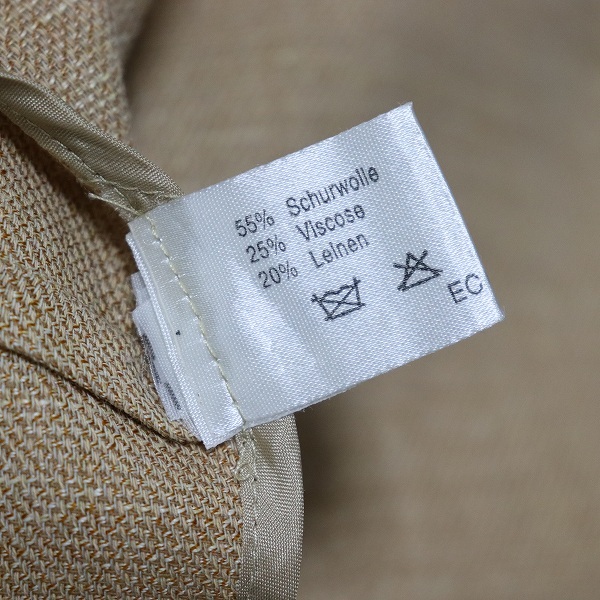 55% Schurwolle
25% Viscose
20% Leinen
EC